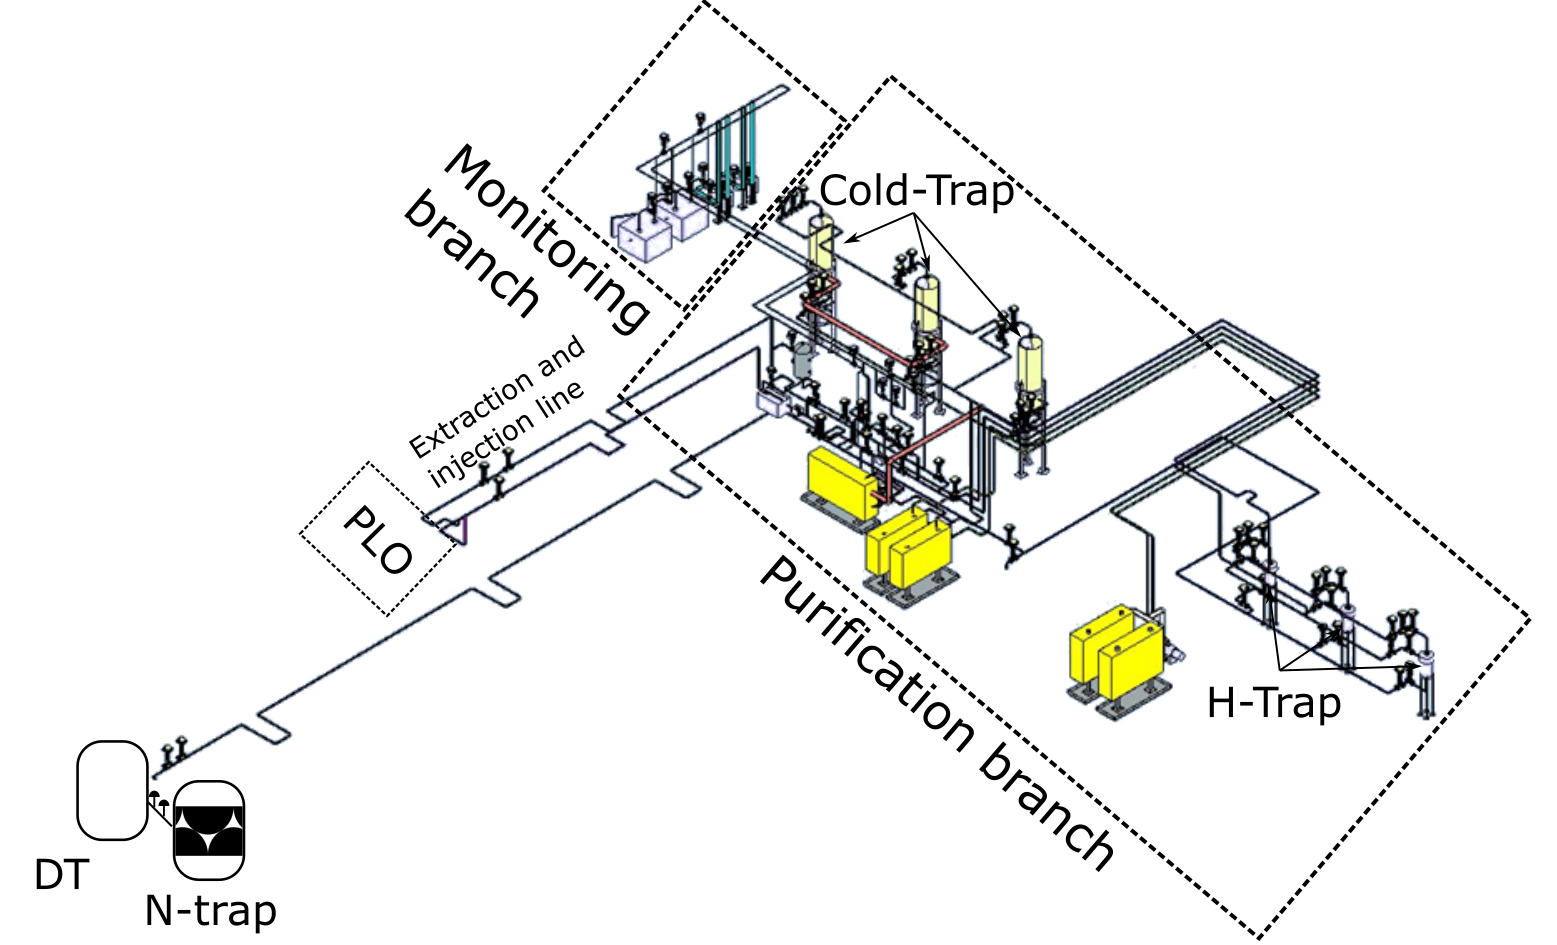 Monitoring
branch
Cold-Trap
Extraction and
injection line
PLO
Purification branch
H-Trap
DT
N-trap